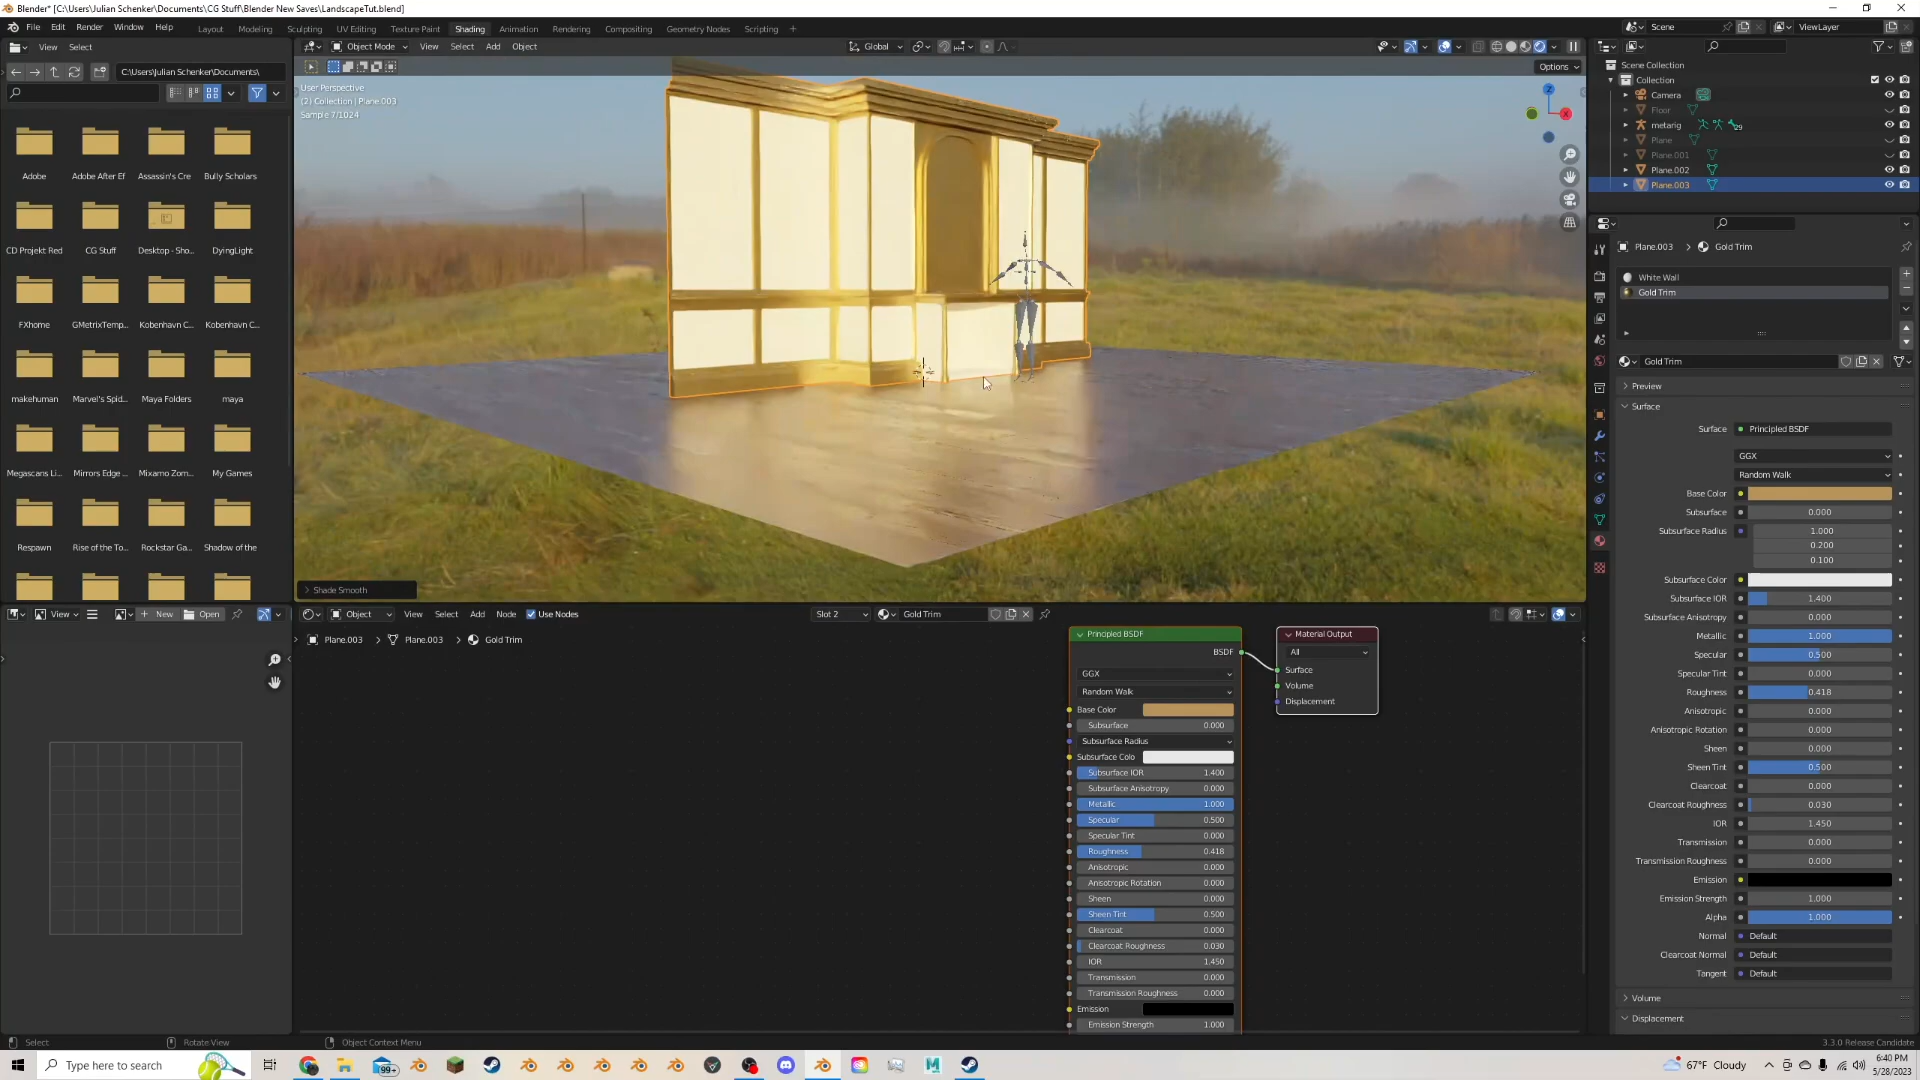 Blender* [C:\Users\Julian Schenker\Documents\CG Stuff\Blender New Saves\LandscapeTut.blend]
File Edit Render Window Help
Layout Modeling Sculpting UV Editing Texture Paint Shading Animation Rendering Compositing Geometry Nodes Scripting +
Scene
ViewLayer
View Select
Object Mode View Select Add Object
Global
C:\Users\Julian Schenker\Documents\
Options
User Perspective
(2) Collection | Plane.003
Sample 7/1024
Z
X
Adobe
Adobe After Ef
Assassin's Cre
Bully Scholars
CD Projekt Red
CG Stuff
Desktop - Sho...
DyingLight
FXhome
GMetrixTemp...
Kobenhavn C...
Kobenhavn C...
makehuman
Marvel's Spid...
Maya Folders
maya
Megascans Li...
Mirrors Edge ...
Mixamo Zom...
My Games
Respawn
Rise of the To...
Rockstar Ga...
Shadow of the
Shade Smooth
Scene Collection
Collection
Camera
Floor
metarig
29
Plane
Plane.001
Plane.002
Plane.003
Plane.003 > Gold Trim
White Wall
Gold Trim
Gold Trim
Preview
Surface
Surface Principled BSDF
GGX
Random Walk
Base Color
Subsurface 0.000
Subsurface Radius 1.000
0.200
0.100
Subsurface Color
Subsurface IOR 1.400
Subsurface Anisotropy 0.000
Metallic 1.000
Specular 0.500
Specular Tint 0.000
Roughness 0.418
Anisotropic 0.000
Anisotropic Rotation 0.000
Sheen 0.000
Sheen Tint 0.500
Clearcoat 0.000
Clearcoat Roughness 0.030
IOR 1.450
Transmission 0.000
Transmission Roughness 0.000
Emission
Emission Strength 1.000
Alpha 1.000
Normal Default
Clearcoat Normal Default
Tangent Default
Volume
Displacement
View New Open
Object View Select Add Node Use Nodes
Slot 2
Gold Trim
Plane.003 > Plane.003 > Gold Trim
Principled BSDF
BSDF
GGX
Random Walk
Base Color
Subsurface 0.000
Subsurface Radius
Subsurface Colo
Subsurface IOR 1.400
Subsurface Anisotropy 0.000
Metallic 1.000
Specular 0.500
Specular Tint 0.000
Roughness 0.418
Anisotropic 0.000
Anisotropic Rotation 0.000
Sheen 0.000
Sheen Tint 0.500
Clearcoat 0.000
Clearcoat Roughness 0.030
IOR 1.450
Transmission 0.000
Transmission Roughness 0.000
Emission
Emission Strength 1.000
Material Output
All
Surface
Volume
Displacement
Select
Rotate View
Object Context Menu
3.3.0 Release Candidate
Type here to search
99+
67°F Cloudy
6:40 PM
5/28/2023